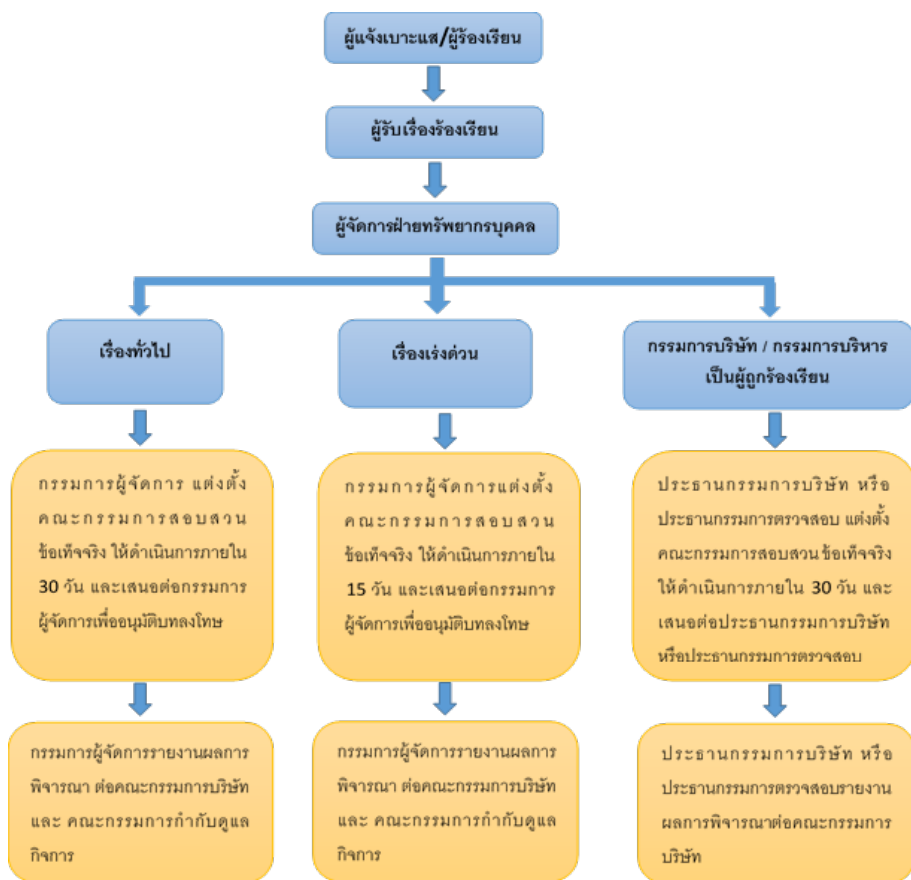 ผู้แจ้งเบาะแส/ผู้ร้องเรียน
ผู้รับเรื่องร้องเรียน
ผู้จัดการฝ่ายทรัพยากรบุคคล
เรื่องทั่วไป
เรื่องเร่งด่วน
กรรมการบริษัท / กรรมการบริหาร
เป็นผู้ถูกร้องเรียน
กรรมการผู้จัดการ แต่งตั้ง
คณะกรรมการสอบสวน
ข้อเท็จจริง ให้ดำเนินการภายใน
30 วัน และเสนอต่อกรรมการ
ผู้จัดการเพื่ออนุมัติบทลงโทษ
กรรมการผู้จัดการแต่งตั้ง
คณะกรรมการสอบสวน
ข้อเท็จจริง ให้ดำเนินการภายใน
15 วัน และเสนอต่อกรรมการ
ผู้จัดการเพื่ออนุมัติบทลงโทษ
ประธานกรรมการบริษัท หรือ
ประธานกรรมการตรวจสอบ แต่งตั้ง
คณะกรรมการสอบสวน ข้อเท็จจริง
ให้ดำเนินการภายใน 30 วัน และ
เสนอต่อประธานกรรมการบริษัท
หรือประธานกรรมการตรวจสอบ
กรรมการผู้จัดการรายงานผลการ
พิจารณา ต่อคณะกรรมการบริษัท
และ คณะกรรมการกำกับดูแล
กิจการ
กรรมการผู้จัดการรายงานผลการ
พิจารณา ต่อคณะกรรมการบริษัท
และ คณะกรรมการกำกับดูแล
กิจการ
ประธานกรรมการบริษัท หรือ
ประธานกรรมการตรวจสอบรายงาน
ผลการพิจารณาต่อคณะกรรมการ
บริษัท